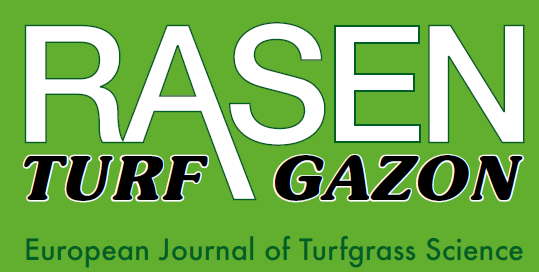 RASEN
TURF GAZON
European Journal of Turfgrass Science